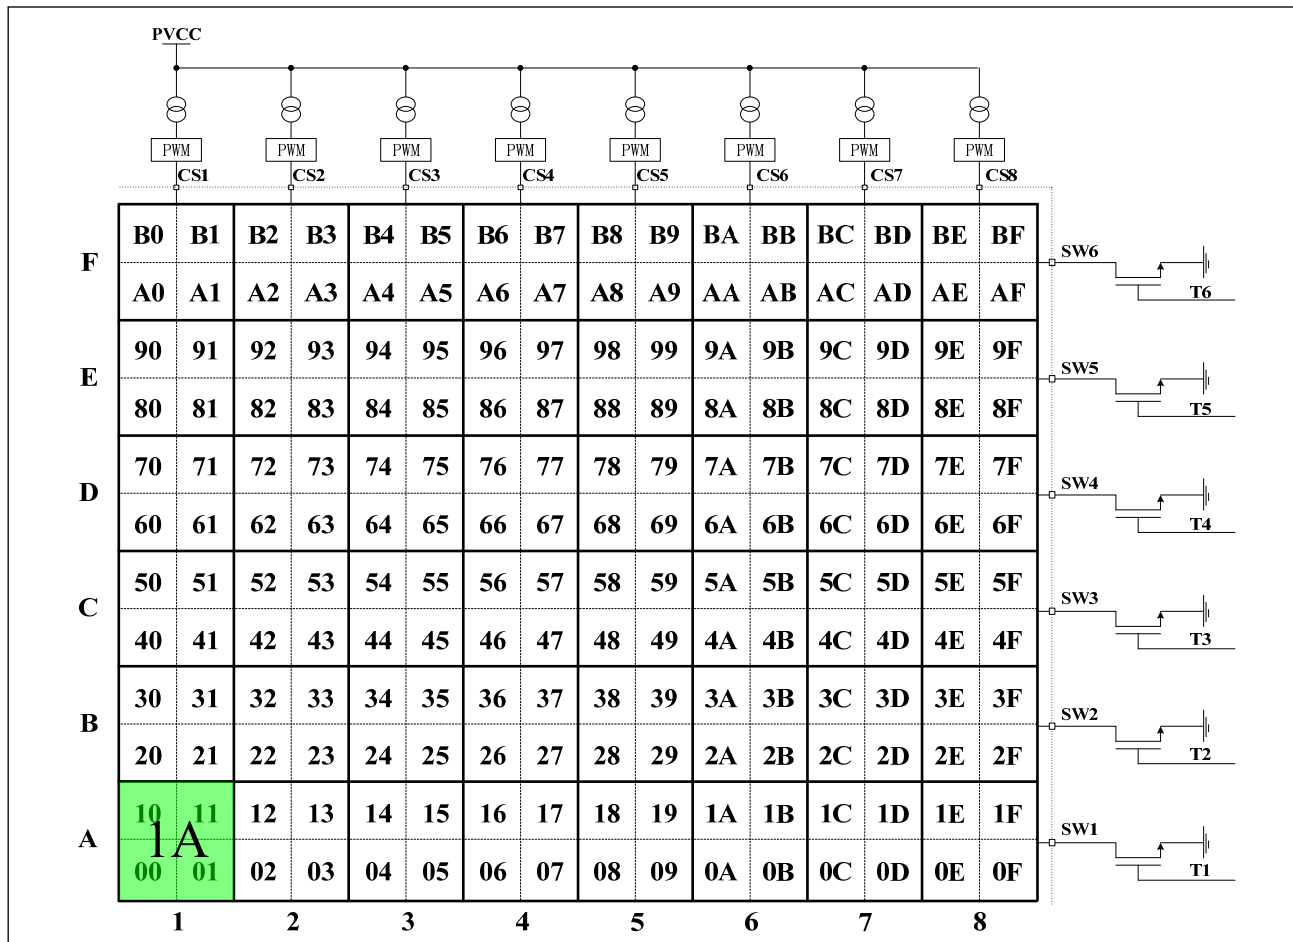 PVCC
PWM PWM PWM PWM PWM PWM PWM PWM
CS1 CS2 CS3 CS4 CS5 CS6 CS7 CS8
B0 B1 B2 B3 B4 B5 B6 B7 B8 B9 BA BB BC BD BE BF
SW6
F
A0 A1 A2 A3 A4 A5 A6 A7 A8 A9 AA AB AC AD AE AF
T6
90 91 92 93 94 95 96 97 98 99 9A 9B 9C 9D 9E 9F
SW5
E
80 81 82 83 84 85 86 87 88 89 8A 8B 8C 8D 8E 8F
T5
70 71 72 73 74 75 76 77 78 79 7A 7B 7C 7D 7E 7F
SW4
D
60 61 62 63 64 65 66 67 68 69 6A 6B 6C 6D 6E 6F
T4
50 51 52 53 54 55 56 57 58 59 5A 5B 5C 5D 5E 5F
SW3
C
40 41 42 43 44 45 46 47 48 49 4A 4B 4C 4D 4E 4F
T3
30 31 32 33 34 35 36 37 38 39 3A 3B 3C 3D 3E 3F
SW2
B
20 21 22 23 24 25 26 27 28 29 2A 2B 2C 2D 2E 2F
T2
10 11 12 13 14 15 16 17 18 19 1A 1B 1C 1D 1E 1F
SW1
A
1A
00 01 02 03 04 05 06 07 08 09 0A 0B 0C 0D 0E 0F
T1
1 2 3 4 5 6 7 8